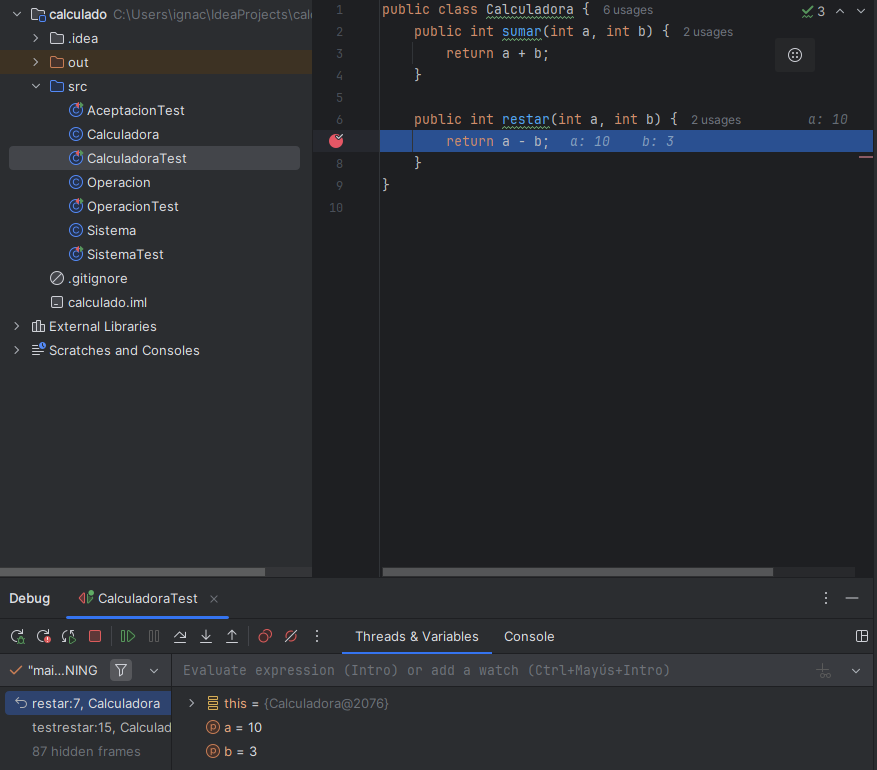 calculado C:\Users\ignac\IdeaProjects\cal
.idea
out
src
AceptacionTest
Calculadora
CalculadoraTest
Operacion
OperacionTest
Sistema
SistemaTest
.gitignore
calculado.iml
External Libraries
Scratches and Consoles
3
1 public class Calculadora { 6 usages
2 public int sumar(int a, int b) { 2 usages
3 return a + b;
4 }
5
6 public int restar(int a, int b) { 2 usages a: 10
return a - b; a: 10 b: 3
8 }
9 }
10
Debug CalculadoraTest
Threads & Variables Console
"mai...NING Evaluate expression (Intro) or add a watch (Ctrl+Mayús+Intro)
restar:7, Calculadora
testrestar:15, Calculad
87 hidden frames
this = {Calculadora@2076}
a = 10
b = 3